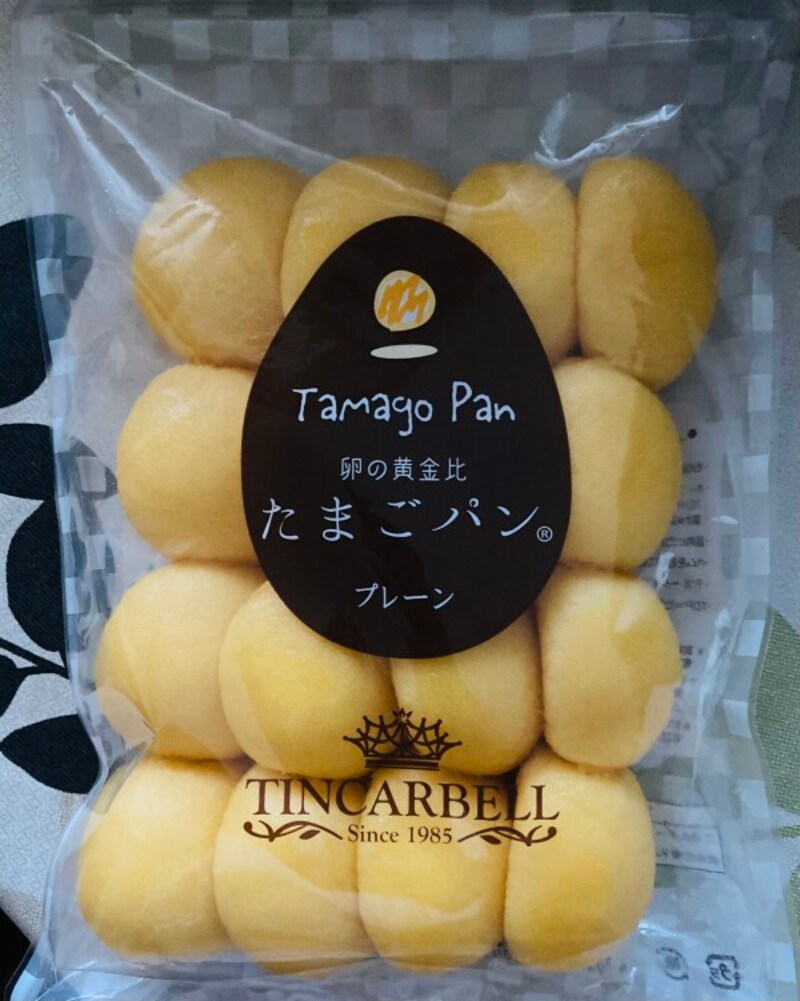 Tamago Pan
卵の黄金比
たまごパン®
プレーン
TINCARBELL
Since 1985